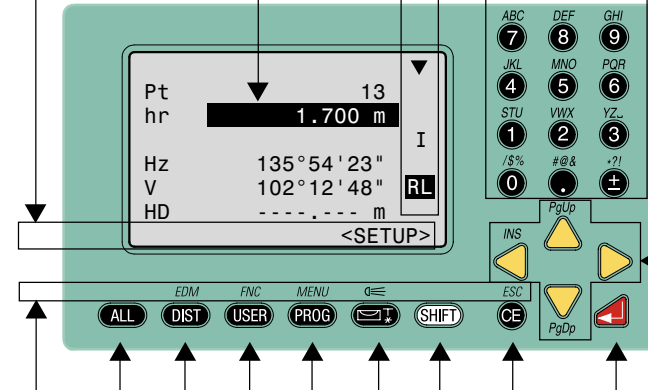 ABC DEF GHI
7 8 9
JKL MNO PQR
4 5 6
STU VWX YZ
1 2 3
/$% #@& .?!
0 . ±
Pt 13
hr 1.700 m
I
Hz 135°54'23"
V 102°12'48" RL
HD ----.--- m
<SETUP>
PgUp
INS
EDM FNC MENU ESC
ALL DIST USER PROG SHIFT CE
PgDp